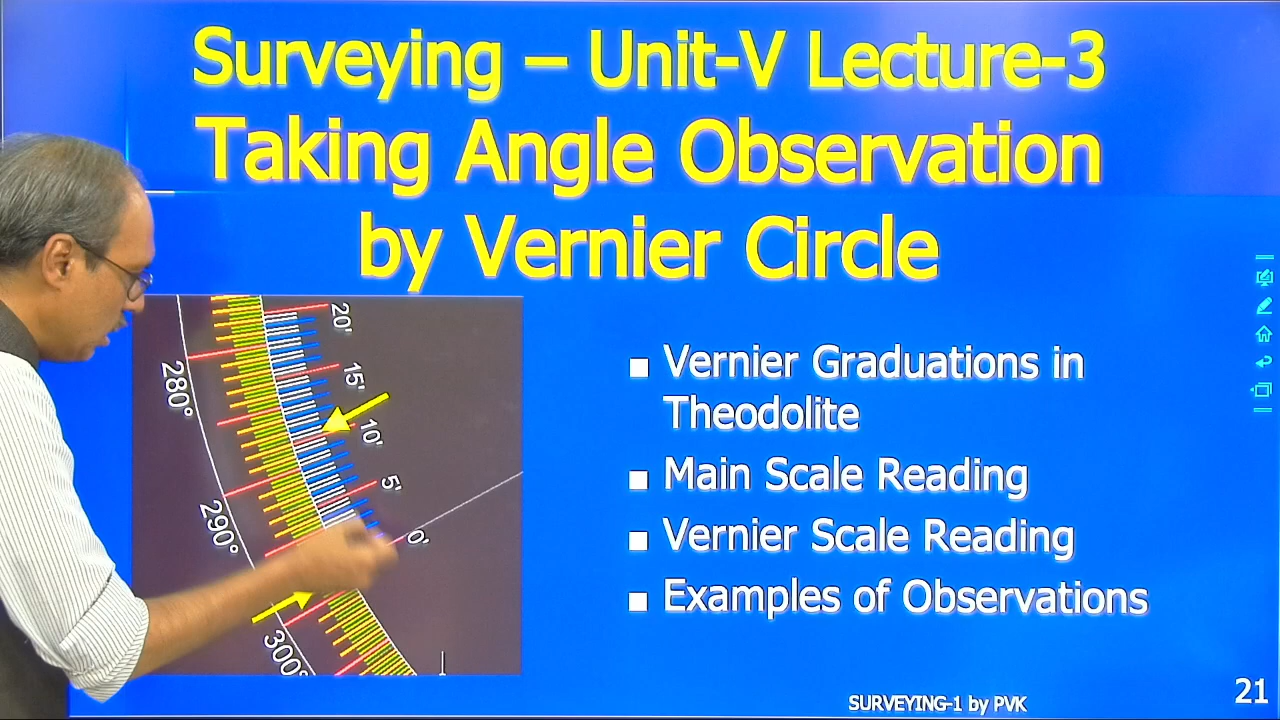 Surveying – Unit-V Lecture-3
Taking Angle Observation
by Vernier Circle
20'
15'
10'
5'
0'
280°
290°
300°
Vernier Graduations in
Theodolite
Main Scale Reading
Vernier Scale Reading
Examples of Observations
SURVEYING-1 by PVK
21